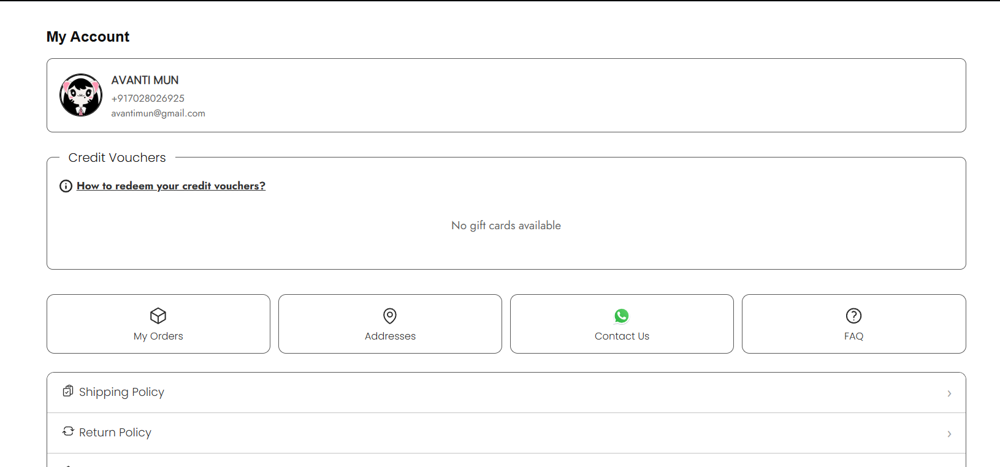 My Account
AVANTI MUN
+917028026925
avantimun@gmail.com
Credit Vouchers
How to redeem your credit vouchers?
No gift cards available
My Orders
Addresses
Contact Us
FAQ
Shipping Policy
Return Policy